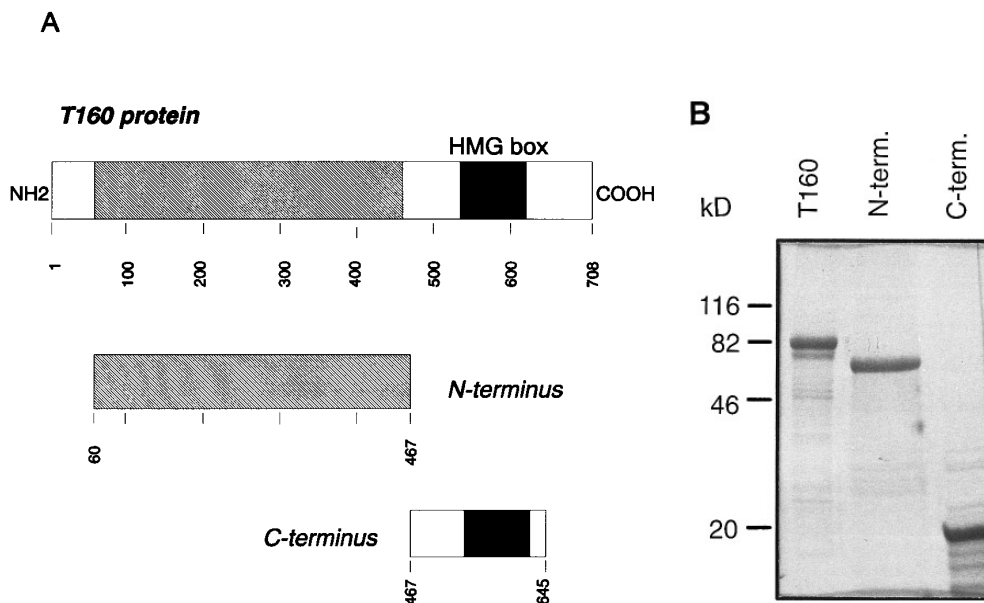 A
T160 protein
HMG box
NH2
COOH
1 100 200 300 400 500 600 708
N-terminus
60 467
C-terminus
467 645
B
kD
T160 N-term. C-term.
116
82
46
20